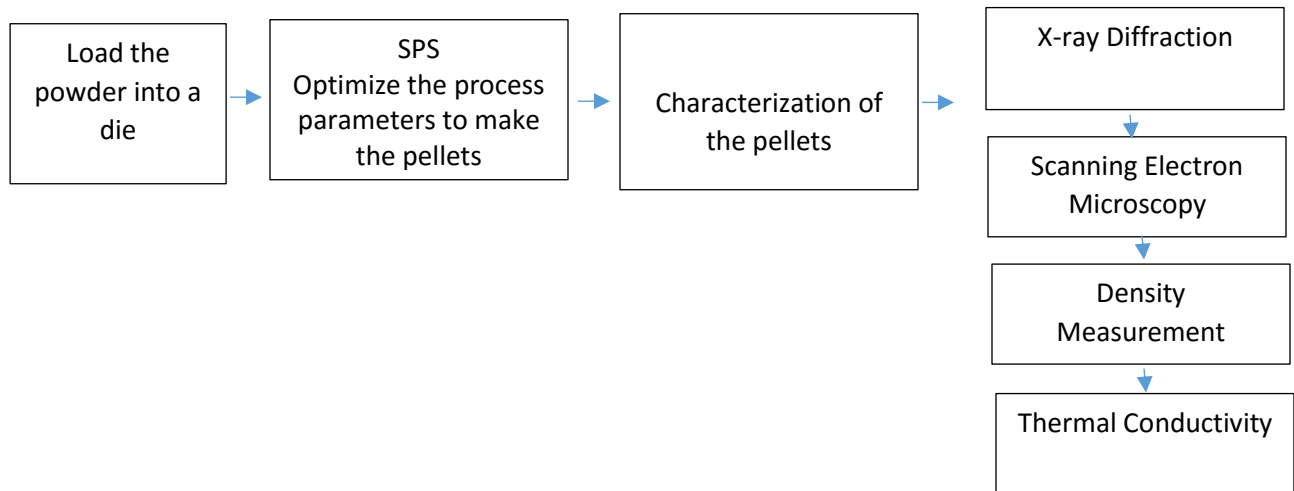 Load the
powder into a
die
SPS
Optimize the process
parameters to make
the pellets
Characterization of
the pellets
X-ray Diffraction
Scanning Electron
Microscopy
Density
Measurement
Thermal Conductivity